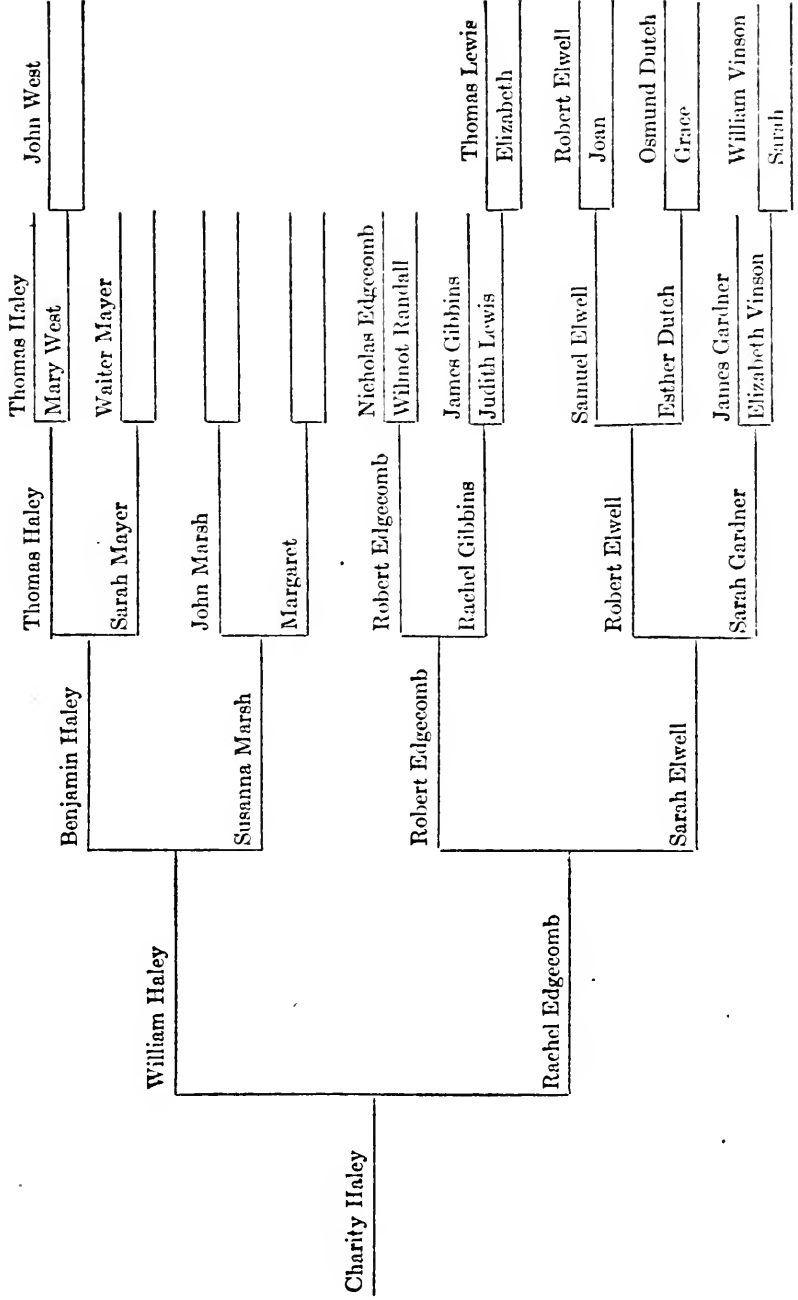 Charity Haley
William Haley
Rachel Edgecomb
Benjamin Haley
Susanna Marsh
Robert Edgecomb
Sarah Elwell
Thomas Haley
Sarah Mayer
John Marsh
Margaret
Robert Edgecomb
Rachel Gibbins
Robert Elwell
Sarah Gardner
Thomas Haley
Mary West
Waiter Mayer
Nicholas Edgecomb
Wilmot Randall
James Gibbins
Judith Lewis
Samuel Elwell
Esther Dutch
James Gardner
Elizabeth Vinson
John West
Thomas Lewis
Elizabeth
Robert Elwell
Joan
Osmund Dutch
Grace
William Vinson
Sarah